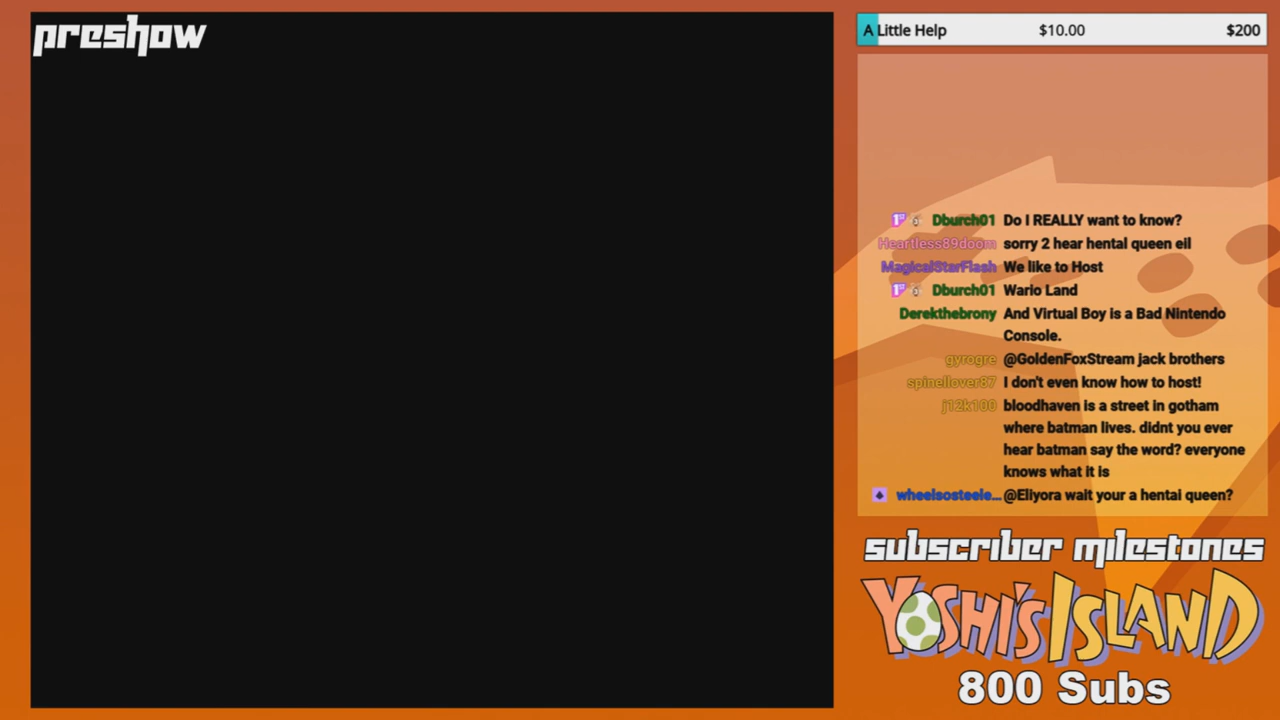 preshow
A Little Help $10.00 $200
Dburch01 Do I REALLY want to know?
Heartless89doom sorry 2 hear hental queen eil
MagicalStarFlash We like to Host
Dburch01 Wario Land
Derekthebrony And Virtual Boy is a Bad Nintendo
Console.
gyrogre @GoldenFoxStream jack brothers
spinellover87 I don't even know how to host!
j12k100 bloodhaven is a street in gotham
where batman lives. didnt you ever
hear batman say the word? everyone
knows what it is
wheelsosteele... @Eliyora wait your a hentai queen?
subscriber milestones
YOSHI'S ISLAND
800 Subs